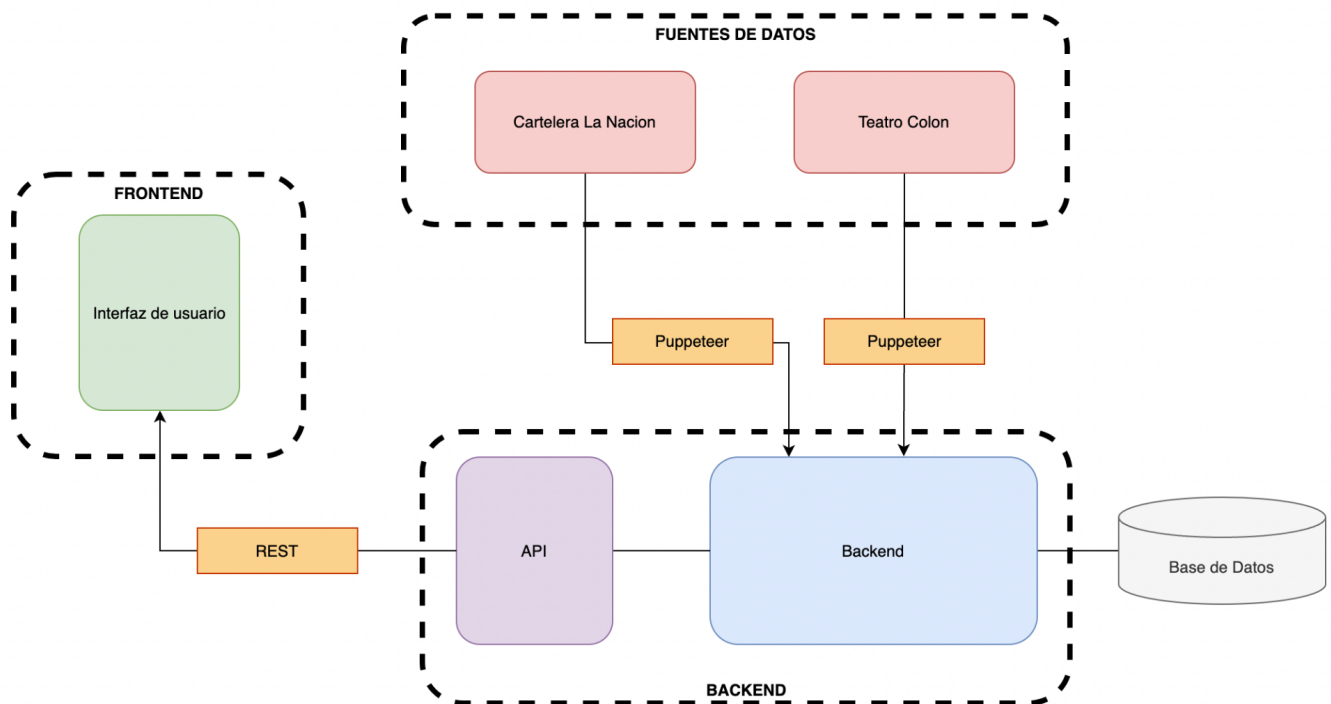 FUENTES DE DATOS
Cartelera La Nacion
Teatro Colon
FRONTEND
Interfaz de usuario
Puppeteer
Puppeteer
REST
API
Backend
Base de Datos
BACKEND